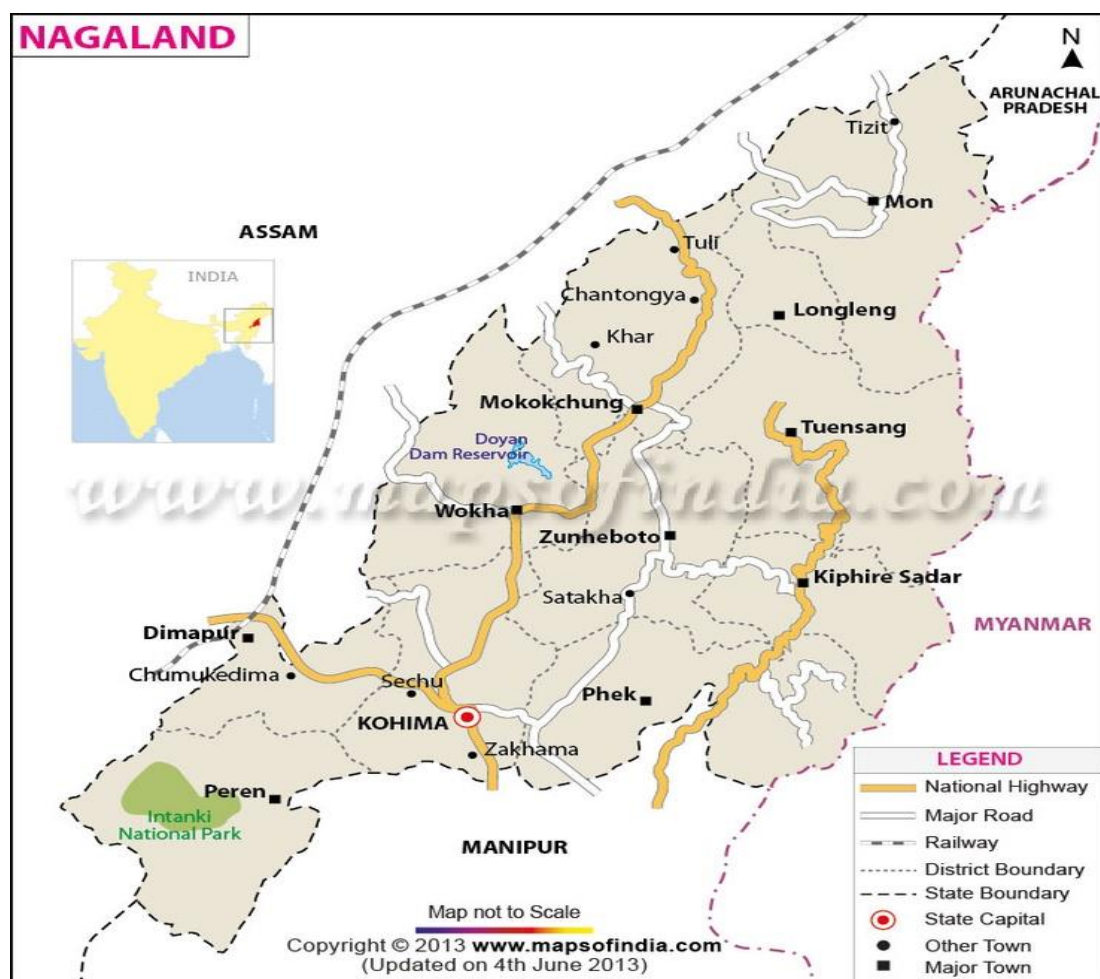 NAGALAND
N
ARUNACHAL
PRADESH
Tizit
Mon
ASSAM
Tuli
INDIA
Chantongya
Longleng
Khar
Mokokchung
Tuensang
Doyan
Dam Reservoir
www.mapsofindia.com
Wokha
Zunheboto
Kiphire Sadar
Satakha
MYANMAR
Dimapur
Chumukedima
Sechu
Phek
KOHIMA
Zakhama
Peren
Intanki
National Park
MANIPUR
LEGEND
National Highway
Major Road
Railway
District Boundary
State Boundary
State Capital
Other Town
Major Town
Map not to Scale
Copyright © 2013 www.mapsofindia.com
(Updated on 4th June 2013)